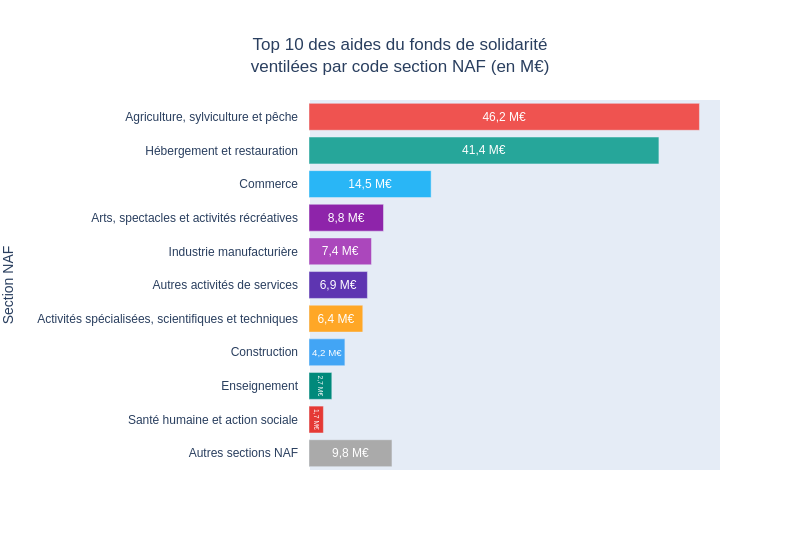 Top 10 des aides du fonds de solidarité
ventilées par code section NAF (en M€)
Section NAF
Agriculture, sylviculture et pêche 46,2 M€
Hébergement et restauration 41,4 M€
Commerce 14,5 M€
Arts, spectacles et activités récréatives 8,8 M€
Industrie manufacturière 7,4 M€
Autres activités de services 6,9 M€
Activités spécialisées, scientifiques et techniques 6,4 M€
Construction 4,2 M€
Enseignement 2,7 M€
Santé humaine et action sociale 1,7 M€
Autres sections NAF 9,8 M€